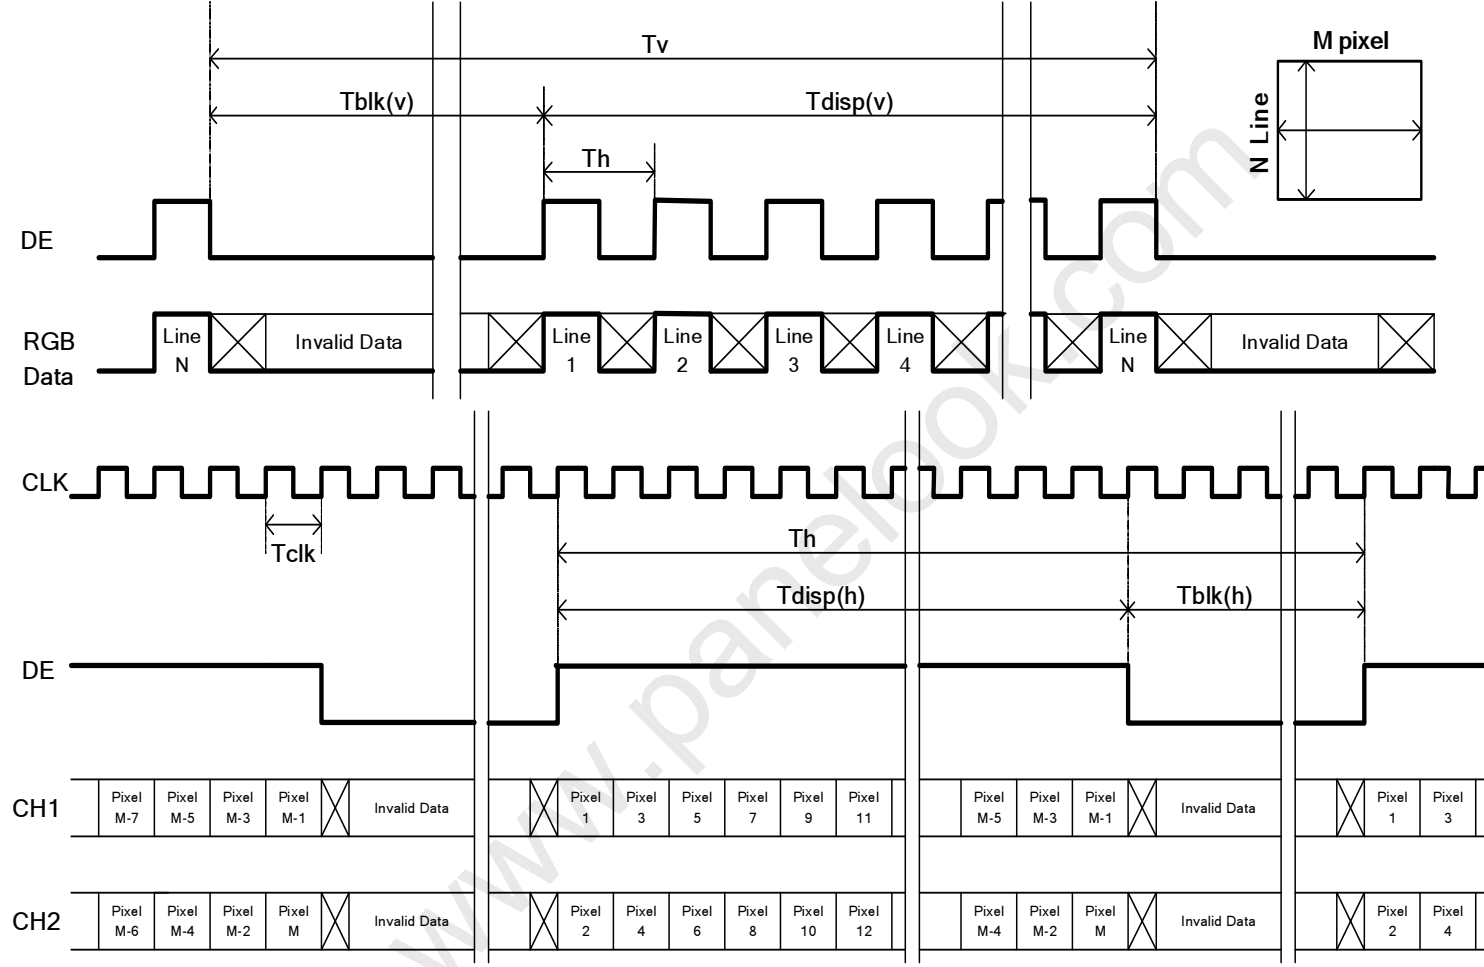 Tv
M pixel
Tblk(v)
Tdisp(v)
N Line
Th
DE
RGB Data
Line N
Invalid Data
Line 1
Line 2
Line 3
Line 4
Line N
Invalid Data
CLK
Tclk
Th
Tdisp(h)
Tblk(h)
DE
CH1
Pixel M-7
Pixel M-5
Pixel M-3
Pixel M-1
Invalid Data
Pixel 1
Pixel 3
Pixel 5
Pixel 7
Pixel 9
Pixel 11
Pixel M-5
Pixel M-3
Pixel M-1
Invalid Data
Pixel 1
Pixel 3
CH2
Pixel M-6
Pixel M-4
Pixel M-2
Pixel M
Invalid Data
Pixel 2
Pixel 4
Pixel 6
Pixel 8
Pixel 10
Pixel 12
Pixel M-4
Pixel M-2
Pixel M
Invalid Data
Pixel 2
Pixel 4
www.panelook.com